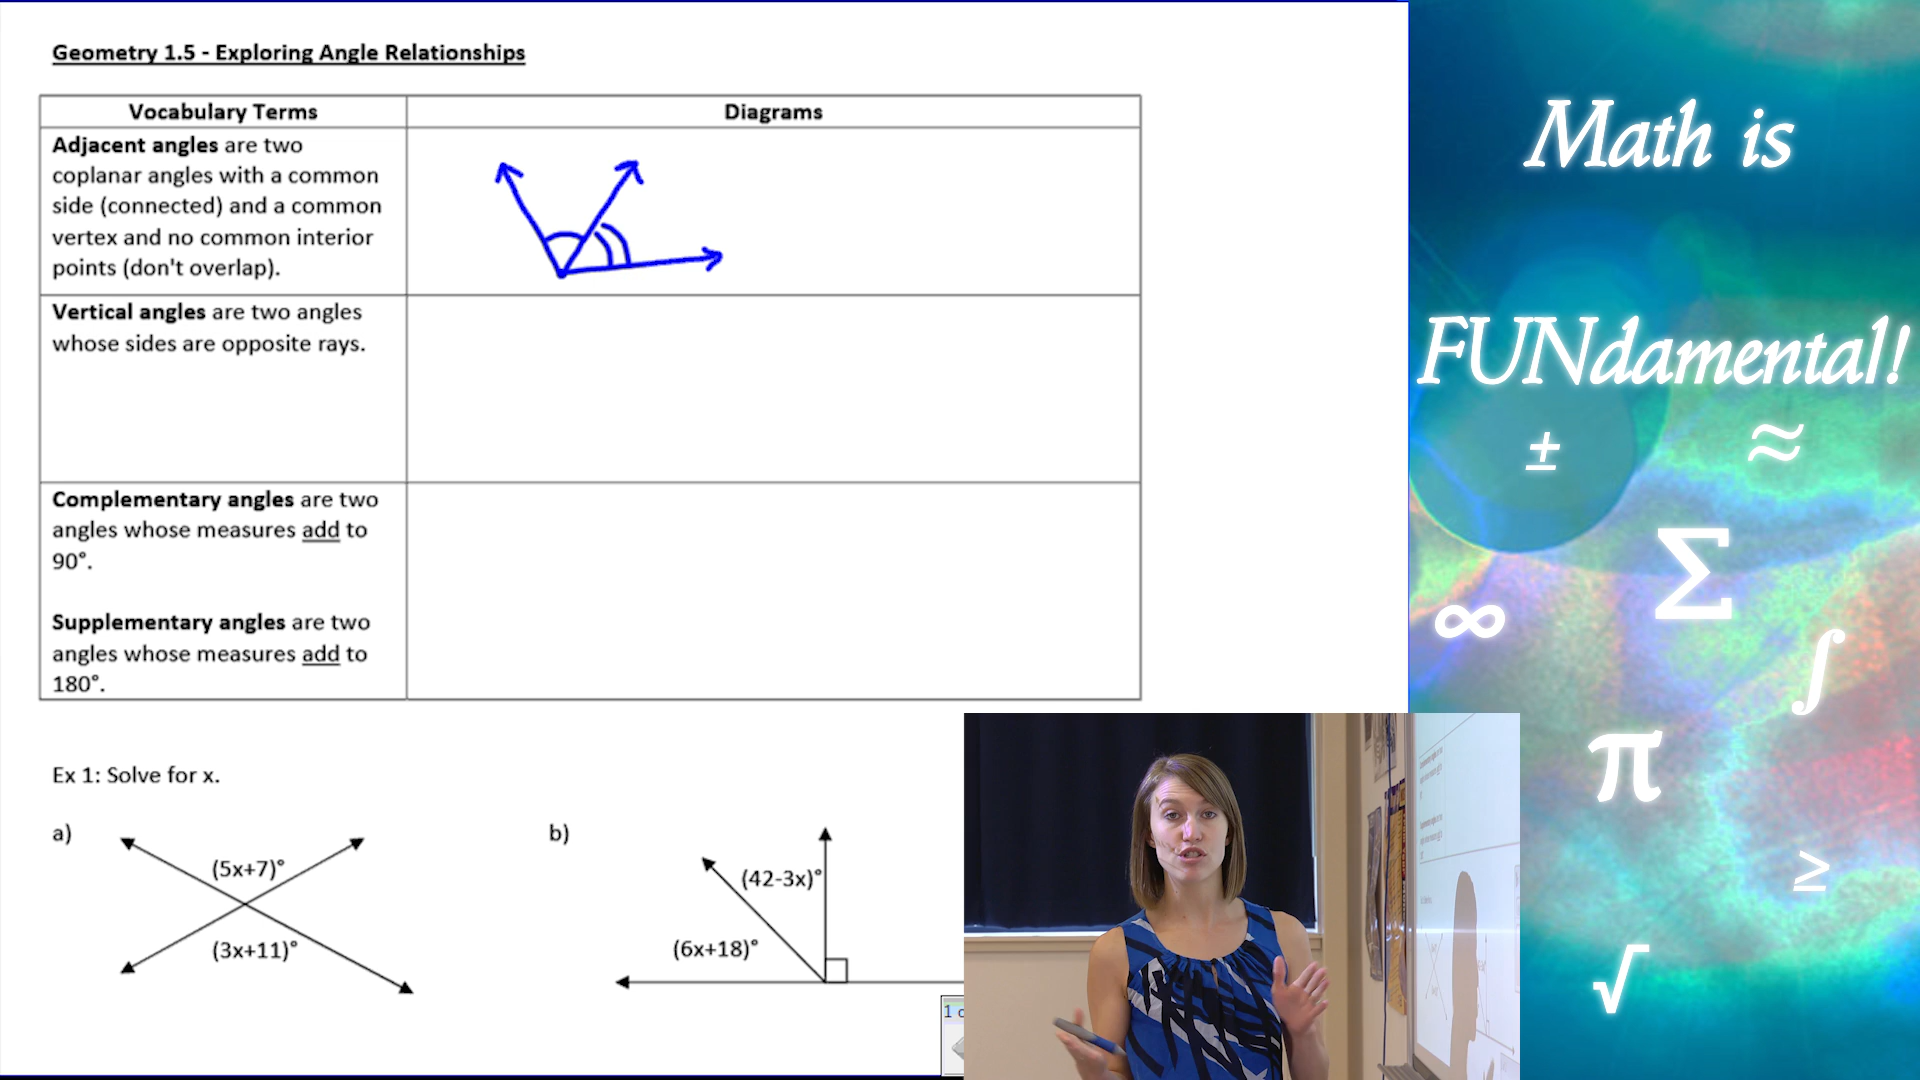 Geometry 1.5 - Exploring Angle Relationships
Vocabulary Terms
Diagrams
Adjacent angles are two
coplanar angles with a common
side (connected) and a common
vertex and no common interior
points (don't overlap).
Vertical angles are two angles
whose sides are opposite rays.
Complementary angles are two
angles whose measures add to
90°.
Supplementary angles are two
angles whose measures add to
180°.
Ex 1: Solve for x.
a)
(5x+7)°
(3x+11)°
b)
(42-3x)°
(6x+18)°
Math is
FUNdamental!
±
≈
Σ
∞
∫
π
≥
√